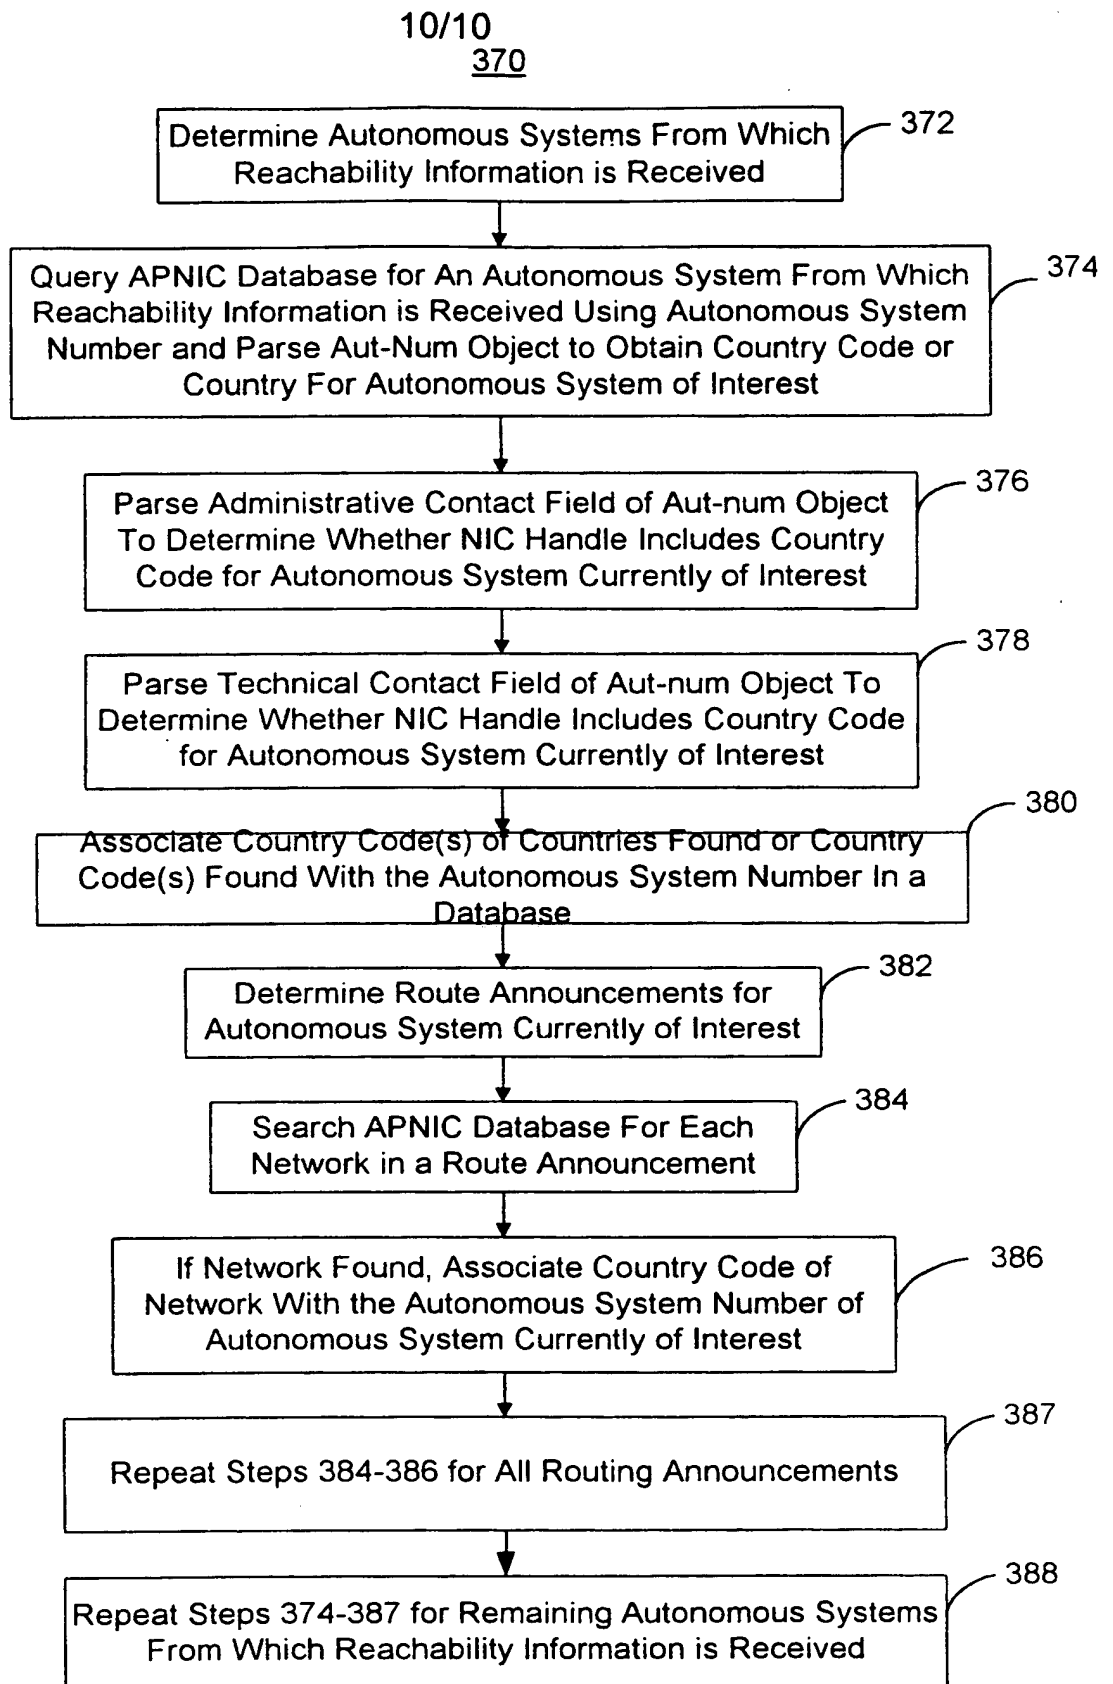 10/10
370
Determine Autonomous Systems From Which
Reachability Information is Received
372
Query APNIC Database for An Autonomous System From Which
Reachability Information is Received Using Autonomous System
Number and Parse Aut-Num Object to Obtain Country Code or
Country For Autonomous System of Interest
374
Parse Administrative Contact Field of Aut-num Object
To Determine Whether NIC Handle Includes Country
Code for Autonomous System Currently of Interest
376
Parse Technical Contact Field of Aut-num Object To
Determine Whether NIC Handle Includes Country Code
for Autonomous System Currently of Interest
378
Associate Country Code(s) of Countries Found or Country
Code(s) Found With the Autonomous System Number In a
Database
380
Determine Route Announcements for
Autonomous System Currently of Interest
382
Search APNIC Database For Each
Network in a Route Announcement
384
If Network Found, Associate Country Code of
Network With the Autonomous System Number of
Autonomous System Currently of Interest
386
Repeat Steps 384-386 for All Routing Announcements
387
Repeat Steps 374-387 for Remaining Autonomous Systems
From Which Reachability Information is Received
388